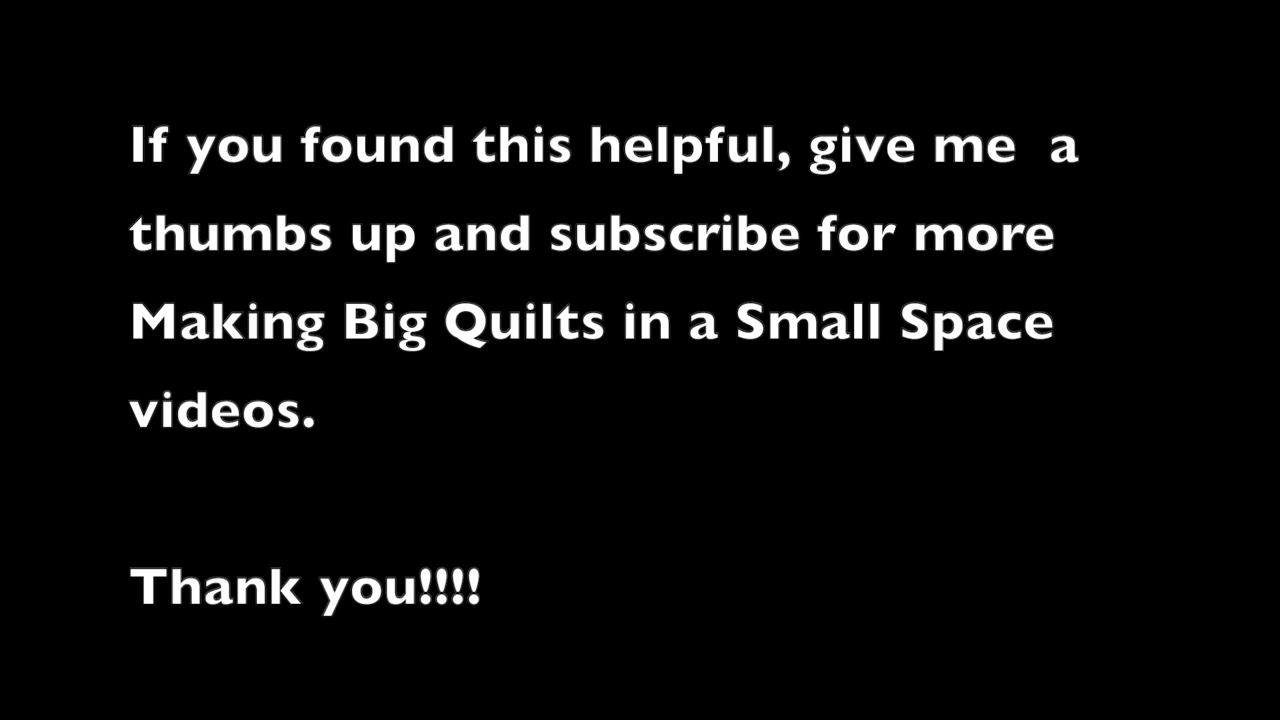 If you found this helpful, give me  a
thumbs up and subscribe for more
Making Big Quilts in a Small Space
videos.
Thank you!!!!